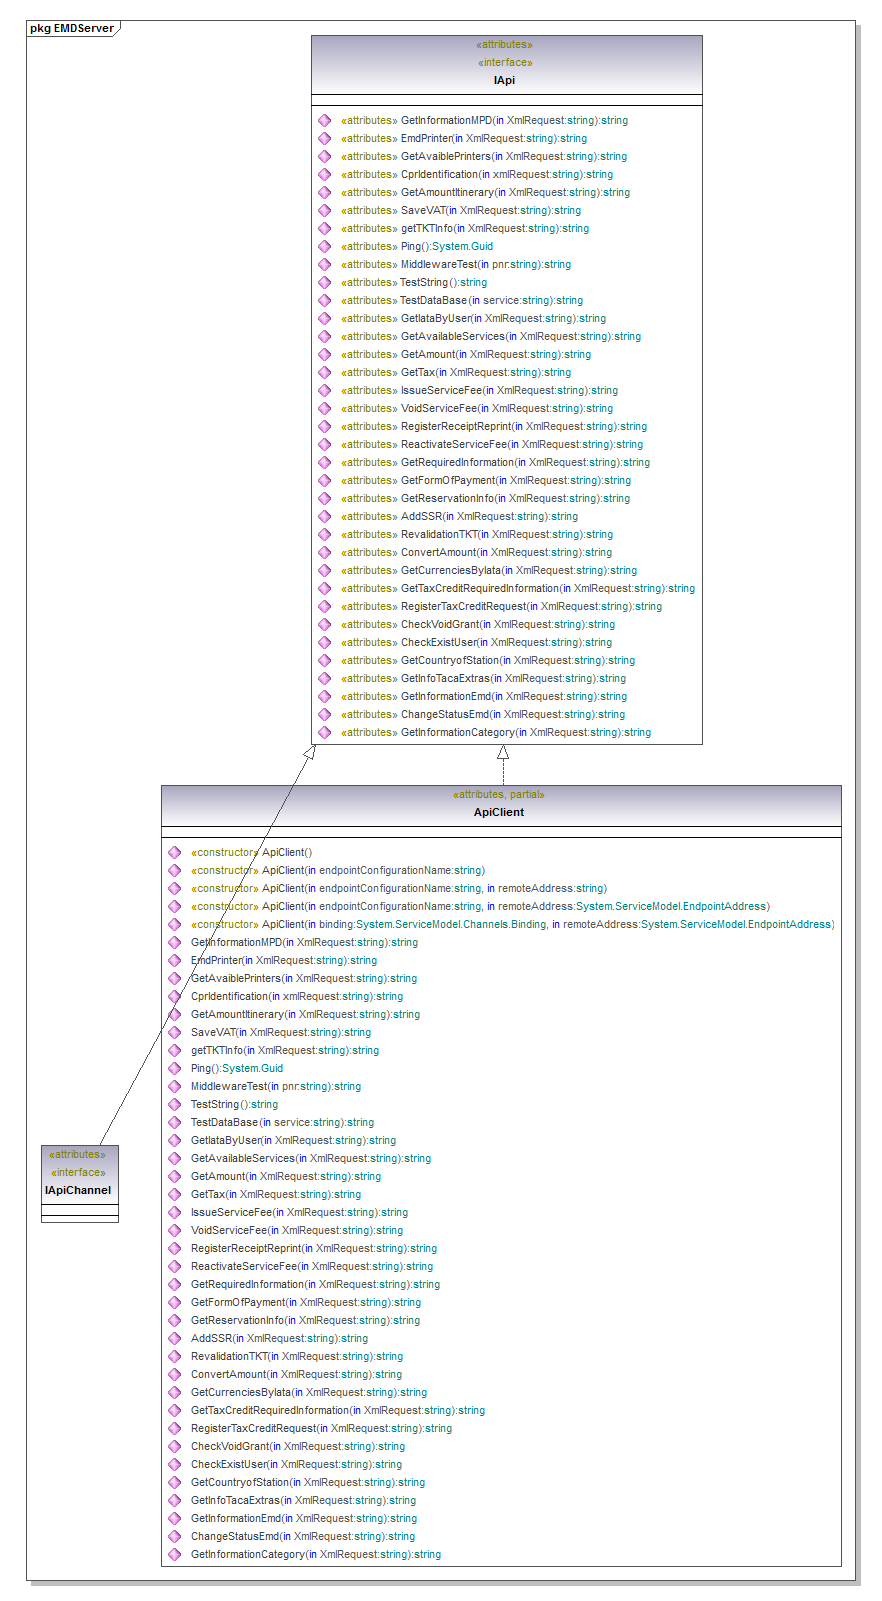 pkg EMDServer
«attributes»
«interface»
IApi
«attributes» GetInformationMPD(in XmlRequest:string):string
«attributes» EmdPrinter(in XmlRequest:string):string
«attributes» GetAvaiblePrinters(in XmlRequest:string):string
«attributes» CprIdentification(in xmlRequest:string):string
«attributes» GetAmountItinerary(in XmlRequest:string):string
«attributes» SaveVAT(in XmlRequest:string):string
«attributes» getTKTInfo(in XmlRequest:string):string
«attributes» Ping():System.Guid
«attributes» MiddlewareTest(in pnr:string):string
«attributes» TestString():string
«attributes» TestDataBase(in service:string):string
«attributes» GetIataByUser(in XmlRequest:string):string
«attributes» GetAvailableServices(in XmlRequest:string):string
«attributes» GetAmount(in XmlRequest:string):string
«attributes» GetTax(in XmlRequest:string):string
«attributes» IssueServiceFee(in XmlRequest:string):string
«attributes» VoidServiceFee(in XmlRequest:string):string
«attributes» RegisterReceiptReprint(in XmlRequest:string):string
«attributes» ReactivateServiceFee(in XmlRequest:string):string
«attributes» GetRequiredInformation(in XmlRequest:string):string
«attributes» GetFormOfPayment(in XmlRequest:string):string
«attributes» GetReservationInfo(in XmlRequest:string):string
«attributes» AddSSR(in XmlRequest:string):string
«attributes» RevalidationTKT(in XmlRequest:string):string
«attributes» ConvertAmount(in XmlRequest:string):string
«attributes» GetCurrenciesByIata(in XmlRequest:string):string
«attributes» GetTaxCreditRequiredInformation(in XmlRequest:string):string
«attributes» RegisterTaxCreditRequest(in XmlRequest:string):string
«attributes» CheckVoidGrant(in XmlRequest:string):string
«attributes» CheckExistUser(in XmlRequest:string):string
«attributes» GetCountryofStation(in XmlRequest:string):string
«attributes» GetInfoTacaExtras(in XmlRequest:string):string
«attributes» GetInformationEmd(in XmlRequest:string):string
«attributes» ChangeStatusEmd(in XmlRequest:string):string
«attributes» GetInformationCategory(in XmlRequest:string):string
«attributes, partial»
ApiClient
«constructor» ApiClient()
«constructor» ApiClient(in endpointConfigurationName:string)
«constructor» ApiClient(in endpointConfigurationName:string, in remoteAddress:string)
«constructor» ApiClient(in endpointConfigurationName:string, in remoteAddress:System.ServiceModel.EndpointAddress)
«constructor» ApiClient(in binding:System.ServiceModel.Channels.Binding, in remoteAddress:System.ServiceModel.EndpointAddress)
GetInformationMPD(in XmlRequest:string):string
EmdPrinter(in XmlRequest:string):string
GetAvaiblePrinters(in XmlRequest:string):string
CprIdentification(in xmlRequest:string):string
GetAmountItinerary(in XmlRequest:string):string
SaveVAT(in XmlRequest:string):string
getTKTInfo(in XmlRequest:string):string
Ping():System.Guid
MiddlewareTest(in pnr:string):string
TestString():string
TestDataBase(in service:string):string
GetIataByUser(in XmlRequest:string):string
GetAvailableServices(in XmlRequest:string):string
GetAmount(in XmlRequest:string):string
GetTax(in XmlRequest:string):string
IssueServiceFee(in XmlRequest:string):string
VoidServiceFee(in XmlRequest:string):string
RegisterReceiptReprint(in XmlRequest:string):string
ReactivateServiceFee(in XmlRequest:string):string
GetRequiredInformation(in XmlRequest:string):string
GetFormOfPayment(in XmlRequest:string):string
GetReservationInfo(in XmlRequest:string):string
AddSSR(in XmlRequest:string):string
RevalidationTKT(in XmlRequest:string):string
ConvertAmount(in XmlRequest:string):string
GetCurrenciesByIata(in XmlRequest:string):string
GetTaxCreditRequiredInformation(in XmlRequest:string):string
RegisterTaxCreditRequest(in XmlRequest:string):string
CheckVoidGrant(in XmlRequest:string):string
CheckExistUser(in XmlRequest:string):string
GetCountryofStation(in XmlRequest:string):string
GetInfoTacaExtras(in XmlRequest:string):string
GetInformationEmd(in XmlRequest:string):string
ChangeStatusEmd(in XmlRequest:string):string
GetInformationCategory(in XmlRequest:string):string
«attributes»
«interface»
IApiChannel